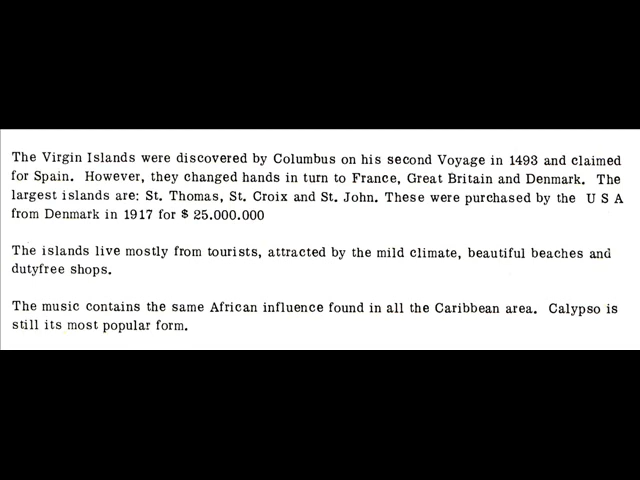 The Virgin Islands were discovered by Columbus on his second Voyage in 1493 and claimed
for Spain. However, they changed hands in turn to France, Great Britain and Denmark. The
largest islands are: St. Thomas, St. Croix and St. John. These were purchased by the U S A
from Denmark in 1917 for $ 25.000.000
The islands live mostly from tourists, attracted by the mild climate, beautiful beaches and
dutyfree shops.
The music contains the same African influence found in all the Caribbean area. Calypso is
still its most popular form.